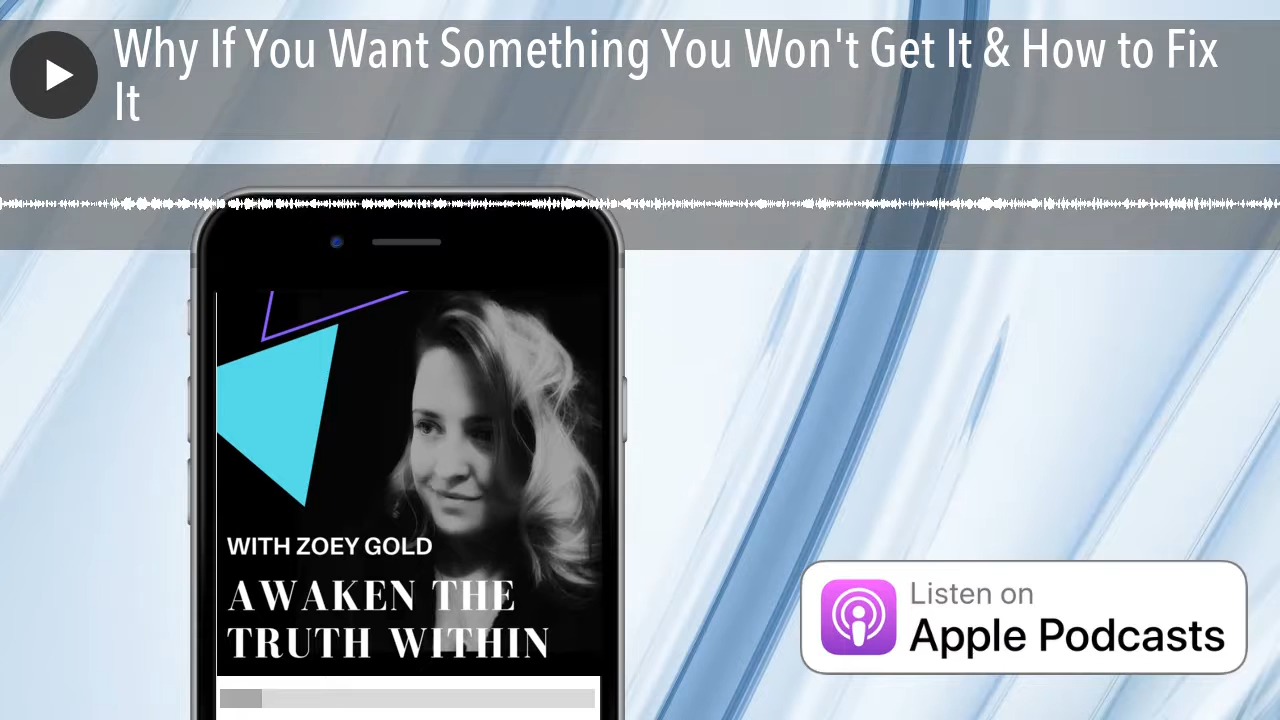 Why If You Want Something You Won't Get It & How to Fix
It
WITH ZOEY GOLD
AWAKEN THE
TRUTH WITHIN
Listen on
Apple Podcasts